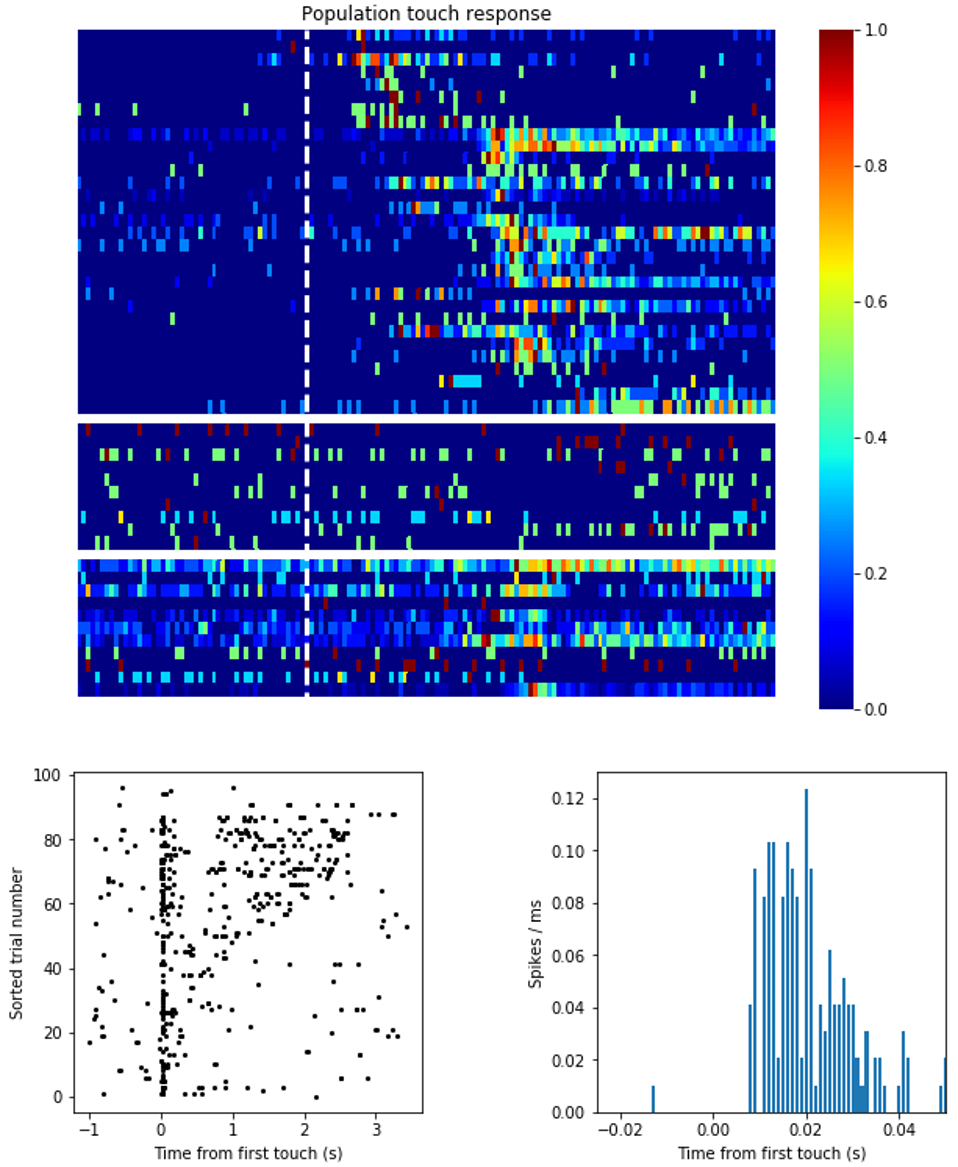 Population touch response
1.0
0.8
0.6
0.4
0.2
0.0
100
80
60
40
20
0
Sorted trial number
−1 0 1 2 3
Time from first touch (s)
0.12
0.10
0.08
0.06
0.04
0.02
0.00
Spikes / ms
−0.02 0.00 0.02 0.04
Time from first touch (s)